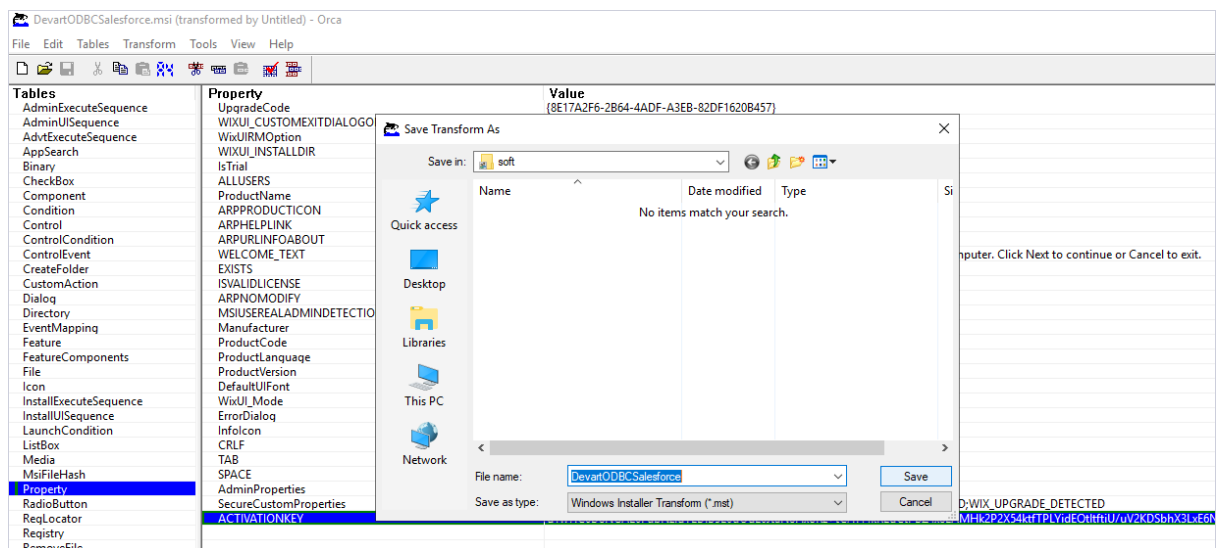 DevartODBCSalesforce.msi (transformed by Untitled) - Orca
File Edit Tables Transform Tools View Help
Tables
AdminExecuteSequence
AdminUISequence
AdvtExecuteSequence
AppSearch
Binary
CheckBox
Component
Condition
Control
ControlCondition
ControlEvent
CreateFolder
CustomAction
Dialog
Directory
EventMapping
Feature
FeatureComponents
File
Icon
InstallExecuteSequence
InstallUISequence
LaunchCondition
ListBox
Media
MsiFileHash
Property
RadioButton
RegLocator
Registry
RemoveFile
Property Value
UpgradeCode {8E17A2F6-2B64-4ADF-A3EB-82DF1620B457}
WIXUI_CUSTOMEXITDIALOGO
WixUIRMOption
WIXUI_INSTALLDIR
IsTrial
ALLUSERS
ProductName
ARPPRODUCTICON
ARPHELPLINK
ARPURLINFOABOUT
WELCOME_TEXT nputer. Click Next to continue or Cancel to exit.
EXISTS
ISVALIDLICENSE
ARPNOMODIFY
MSIUSEREALADMINDETECTIO
Manufacturer
ProductCode
ProductLanguage
ProductVersion
DefaultUIFont
WixUI_Mode
ErrorDialog
InfoIcon
CRLF
TAB
SPACE
AdminProperties
SecureCustomProperties D;WIX_UPGRADE_DETECTED
ACTIVATIONKEY
Save Transform As
Save in: soft
Name Date modified Type Si
No items match your search.
Quick access
Desktop
Libraries
This PC
Network
File name: DevartODBCSalesforce Save
Save as type: Windows Installer Transform (*.mst) Cancel